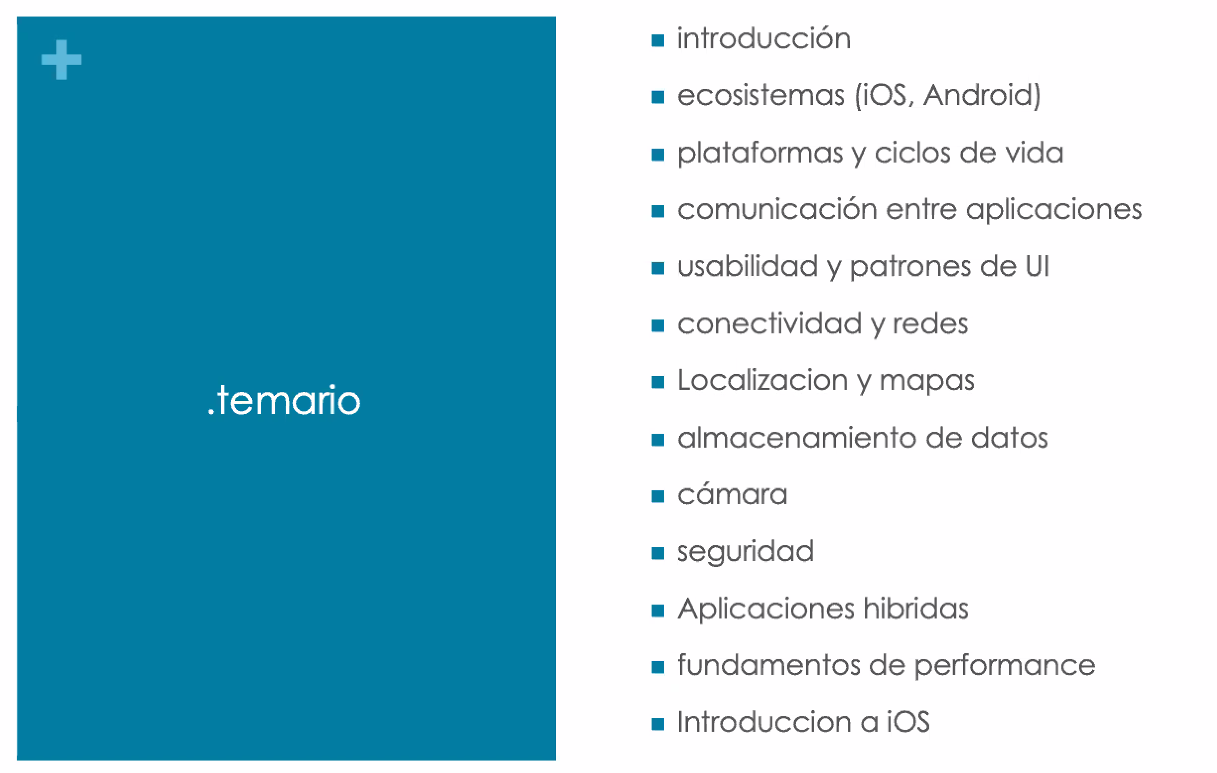 .temario
introducción
ecosistemas (iOS, Android)
plataformas y ciclos de vida
comunicación entre aplicaciones
usabilidad y patrones de UI
conectividad y redes
Localizacion y mapas
almacenamiento de datos
cámara
seguridad
Aplicaciones hibridas
fundamentos de performance
Introduccion a iOS